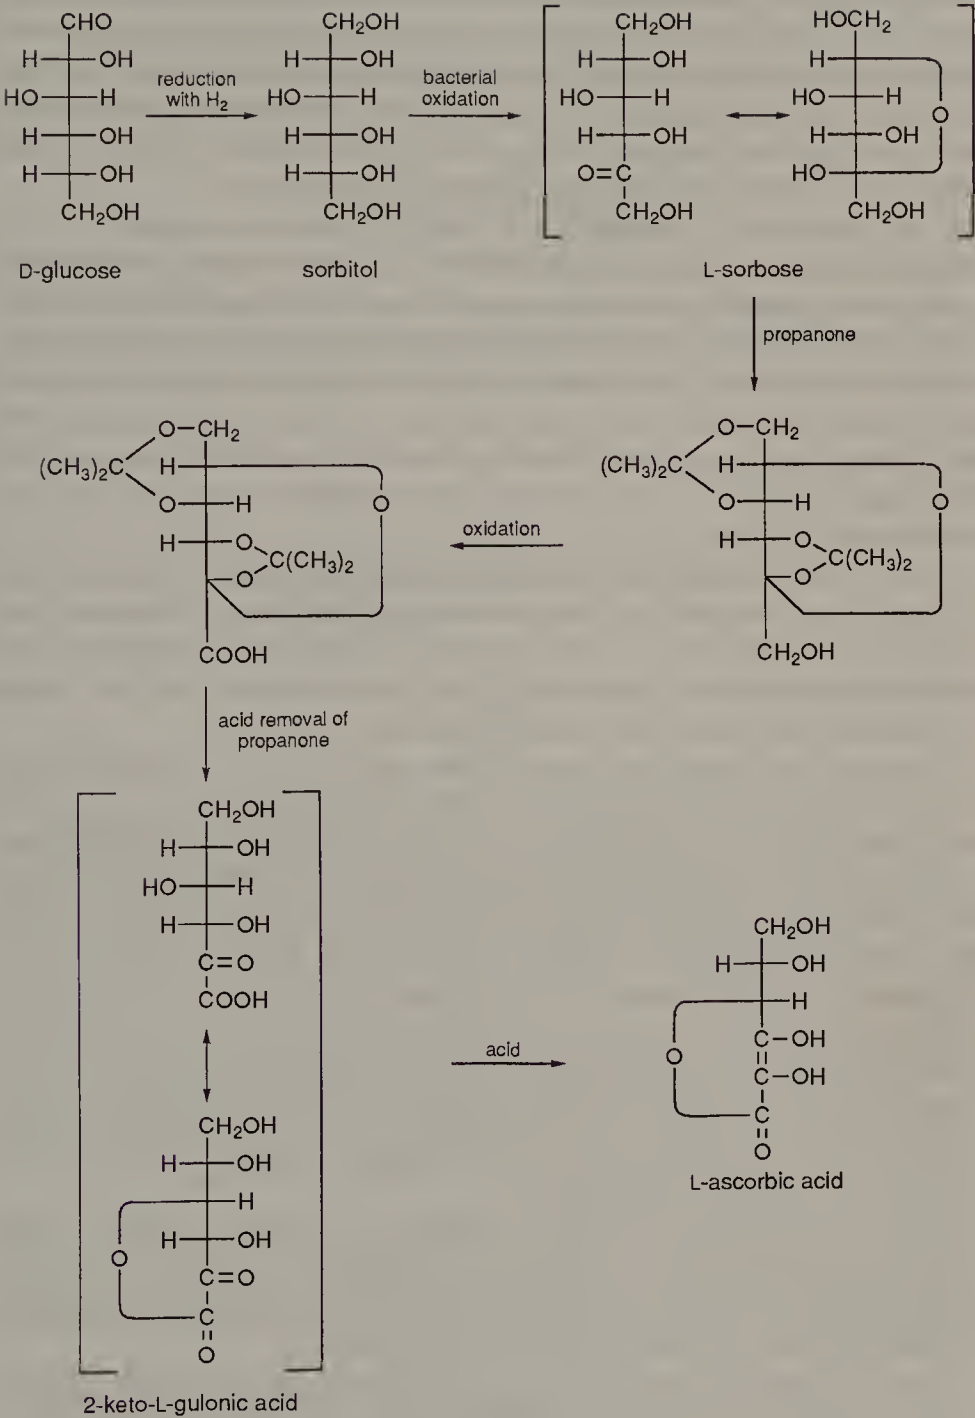 CHO
H OH
HO H
H OH
H OH
CH2OH
D-glucose
reduction
with H2
CH2OH
H OH
HO H
H OH
H OH
CH2OH
sorbitol
bacterial
oxidation
CH2OH
H OH
HO H
H OH
O=C
CH2OH
HOCH2
H
HO H
O
H OH
HO
CH2OH
L-sorbose
propanone
O-CH2
(CH3)2C H
O H
O
H O
C(CH3)2
O
CH2OH
oxidation
O-CH2
(CH3)2C H
O H
O
H O
C(CH3)2
O
COOH
acid removal of
propanone
CH2OH
H OH
HO H
H OH
C=O
COOH
CH2OH
H OH
H
H OH
O
C=O
C
=
O
2-keto-L-gulonic acid
acid
CH2OH
H OH
H
C-OH
O =
C-OH
C
=
O
L-ascorbic acid